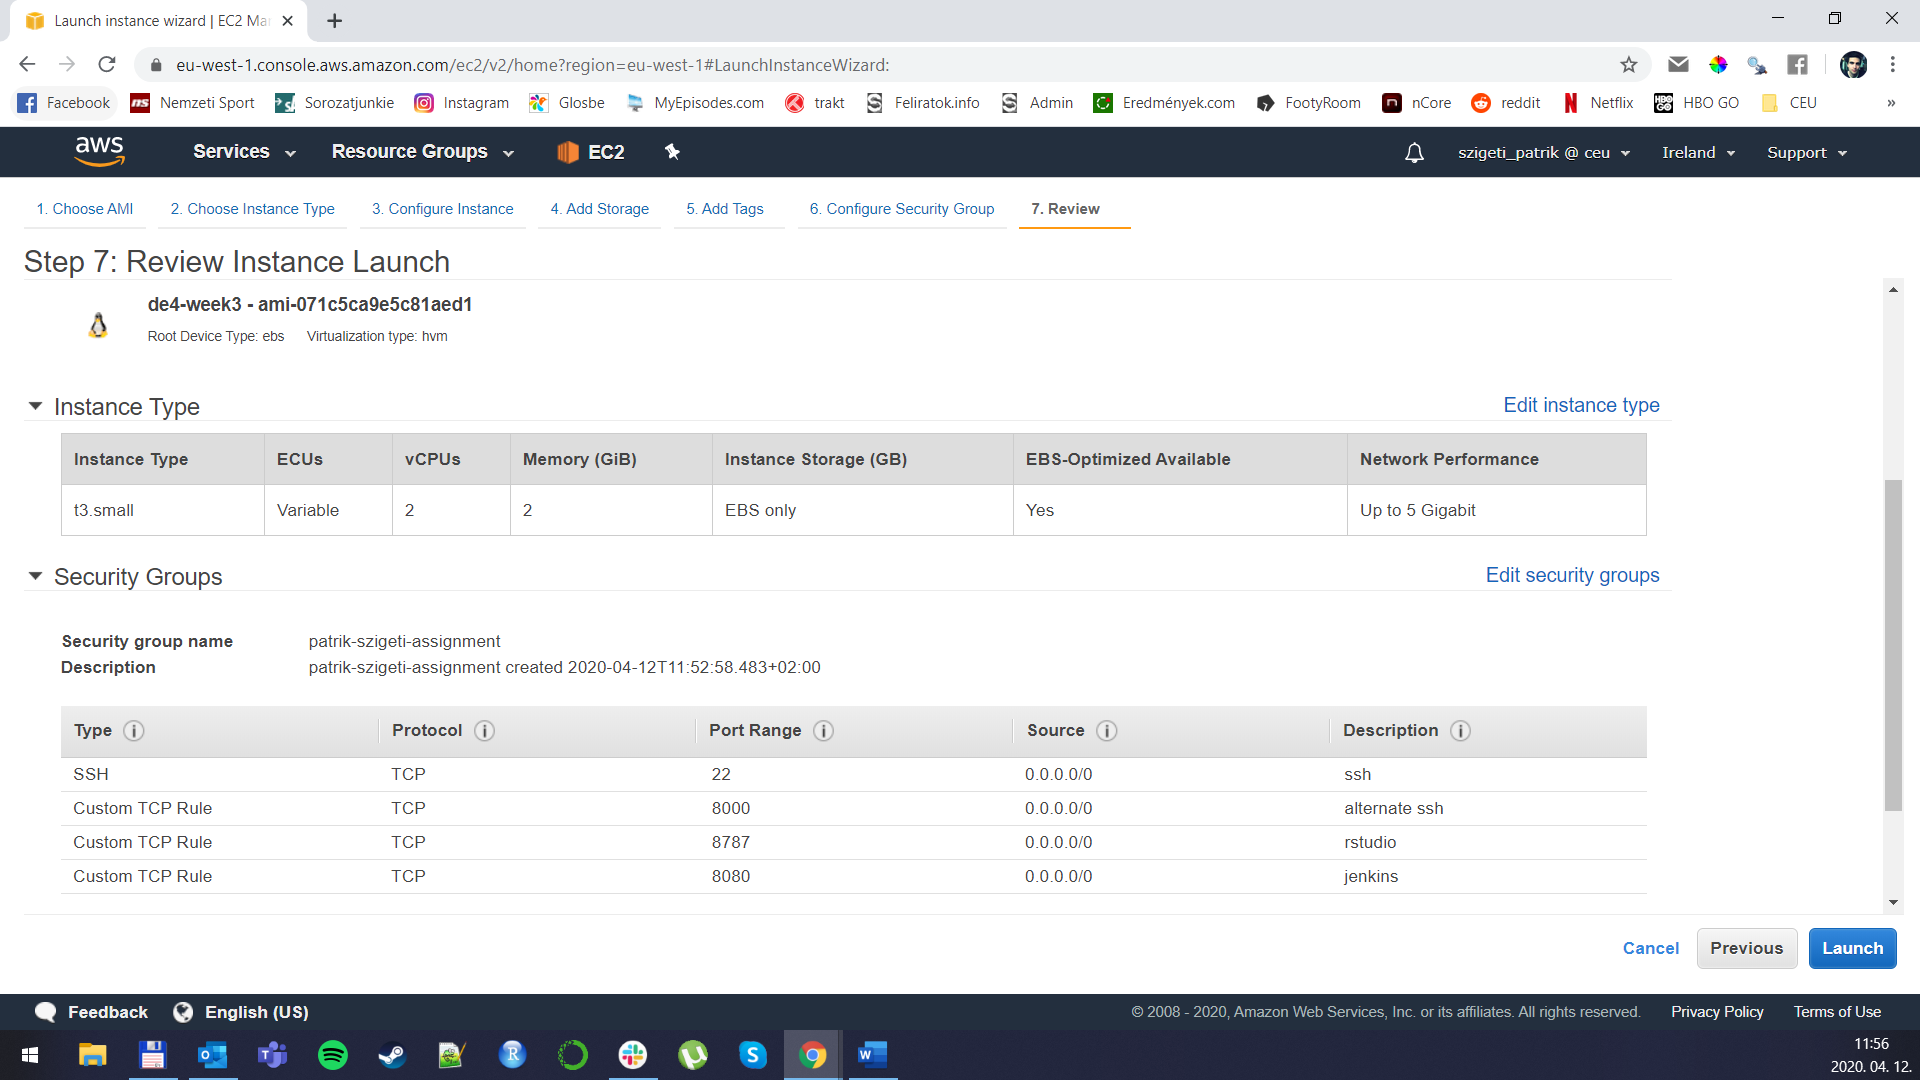 Launch instance wizard | EC2 Ma
eu-west-1.console.aws.amazon.com/ec2/v2/home?region=eu-west-1#LaunchInstanceWizard:
Facebook Nemzeti Sport Sorozatjunkie Instagram Glosbe MyEpisodes.com trakt Feliratok.info Admin Eredmények.com FootyRoom nCore reddit Netflix HBO GO CEU »
aws Services Resource Groups EC2 szigeti_patrik @ ceu Ireland Support
1. Choose AMI 2. Choose Instance Type 3. Configure Instance 4. Add Storage 5. Add Tags 6. Configure Security Group 7. Review
Step 7: Review Instance Launch
de4-week3 - ami-071c5ca9e5c81aed1
Root Device Type: ebs Virtualization type: hvm
Instance Type Edit instance type
Instance Type ECUs vCPUs Memory (GiB) Instance Storage (GB) EBS-Optimized Available Network Performance
t3.small Variable 2 2 EBS only Yes Up to 5 Gigabit
Security Groups Edit security groups
Security group name patrik-szigeti-assignment
Description patrik-szigeti-assignment created 2020-04-12T11:52:58.483+02:00
Type Protocol Port Range Source Description
SSH TCP 22 0.0.0.0/0 ssh
Custom TCP Rule TCP 8000 0.0.0.0/0 alternate ssh
Custom TCP Rule TCP 8787 0.0.0.0/0 rstudio
Custom TCP Rule TCP 8080 0.0.0.0/0 jenkins
Cancel Previous Launch
Feedback English (US) © 2008 - 2020, Amazon Web Services, Inc. or its affiliates. All rights reserved. Privacy Policy Terms of Use
11:56
2020. 04. 12.